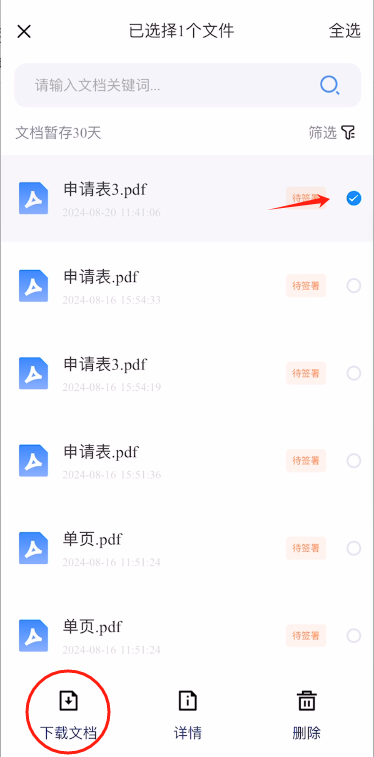 已选择1个文件 全选
请输入文档关键词...
文档暂存30天 筛选
申请表3.pdf
待签署
2024-08-20 11:41:06
申请表.pdf
待签署
2024-08-16 15:54:33
申请表3.pdf
待签署
2024-08-16 15:54:19
申请表.pdf
待签署
2024-08-16 15:51:36
单页.pdf
待签署
2024-08-16 11:51:24
单页.pdf
待签署
2024-08-16 11:51:24
下载文档 详情 删除